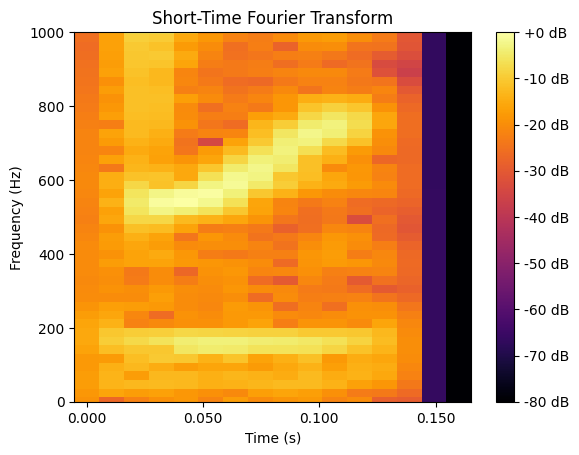 Short-Time Fourier Transform
1000
800
600
400
200
0
Frequency (Hz)
0.000
0.050
0.100
0.150
Time (s)
+0 dB
-10 dB
-20 dB
-30 dB
-40 dB
-50 dB
-60 dB
-70 dB
-80 dB